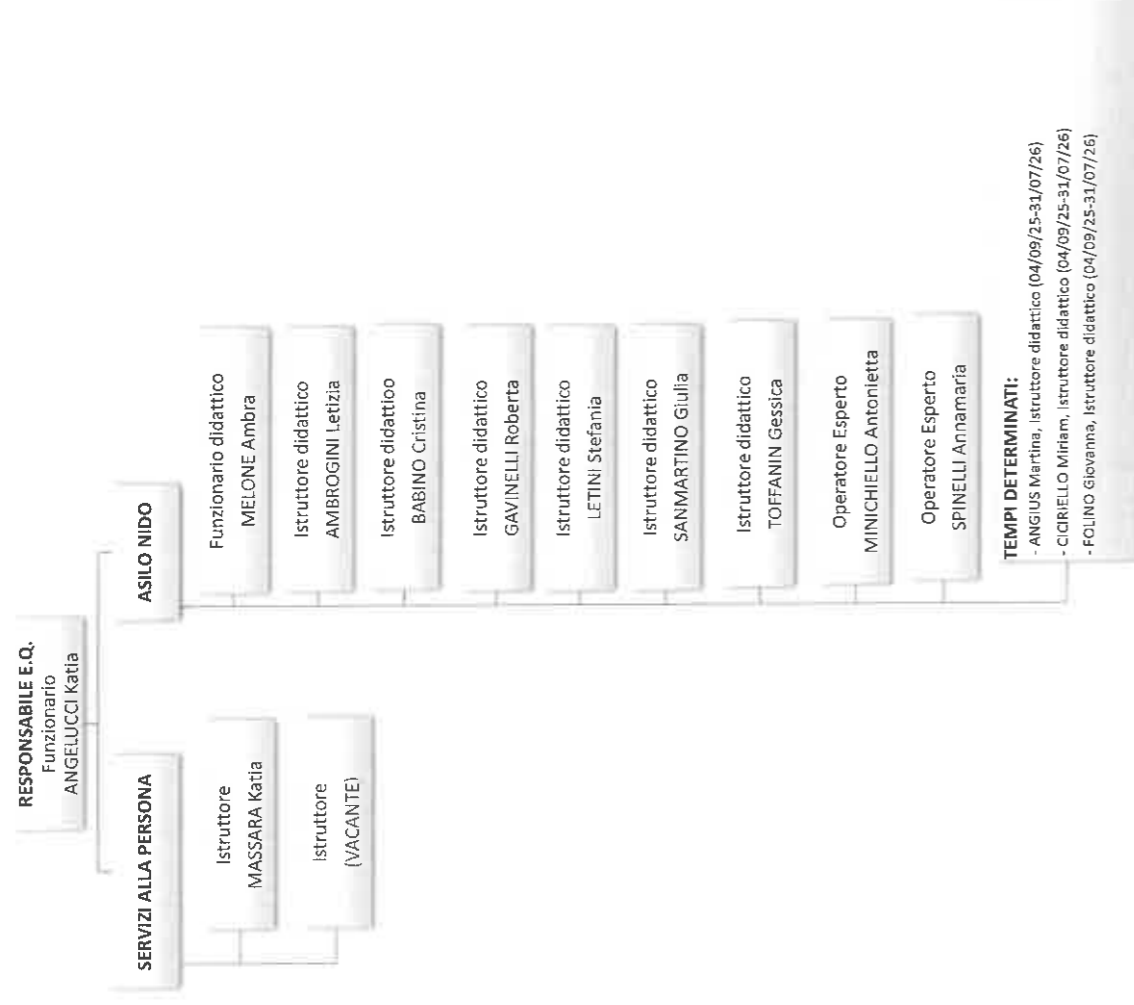 RESPONSABILE E.Q.
Funzionario
ANGELUCCI Katia
SERVIZI ALLA PERSONA
Istruttore
MASSARA Katia
Istruttore
(VACANTE)
ASILO NIDO
Funzionario didattico
MELONE Ambra
Istruttore didattico
AMBROGINI Letizia
Istruttore didattico
BABINO Cristina
Istruttore didattico
GAVINELLI Roberta
Istruttore didattico
LETINI Stefania
Istruttore didattico
SANMARTINO Giulia
Istruttore didattico
TOFFANIN Gessica
Operatore Esperto
MINICHIELLO Antonietta
Operatore Esperto
SPINELLI Annamaria
TEMPI DETERMINATI:
- ANGIUS Martina, Istruttore didattico (04/09/25-31/07/26)
- CICIRIELLO Miriam, Istruttore didattico (04/09/25-31/07/26)
- FOLINO Giovanna, Istruttore didattico (04/09/25-31/07/26)